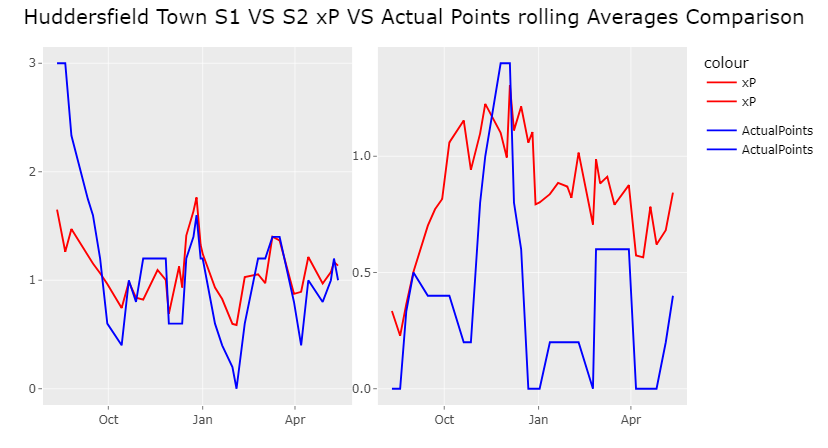 Huddersfield Town S1 VS S2 xP VS Actual Points rolling Averages Comparison
colour
xP
xP
ActualPoints
ActualPoints
3
2
1
0
Oct
Jan
Apr
1.0
0.5
0.0
Oct
Jan
Apr